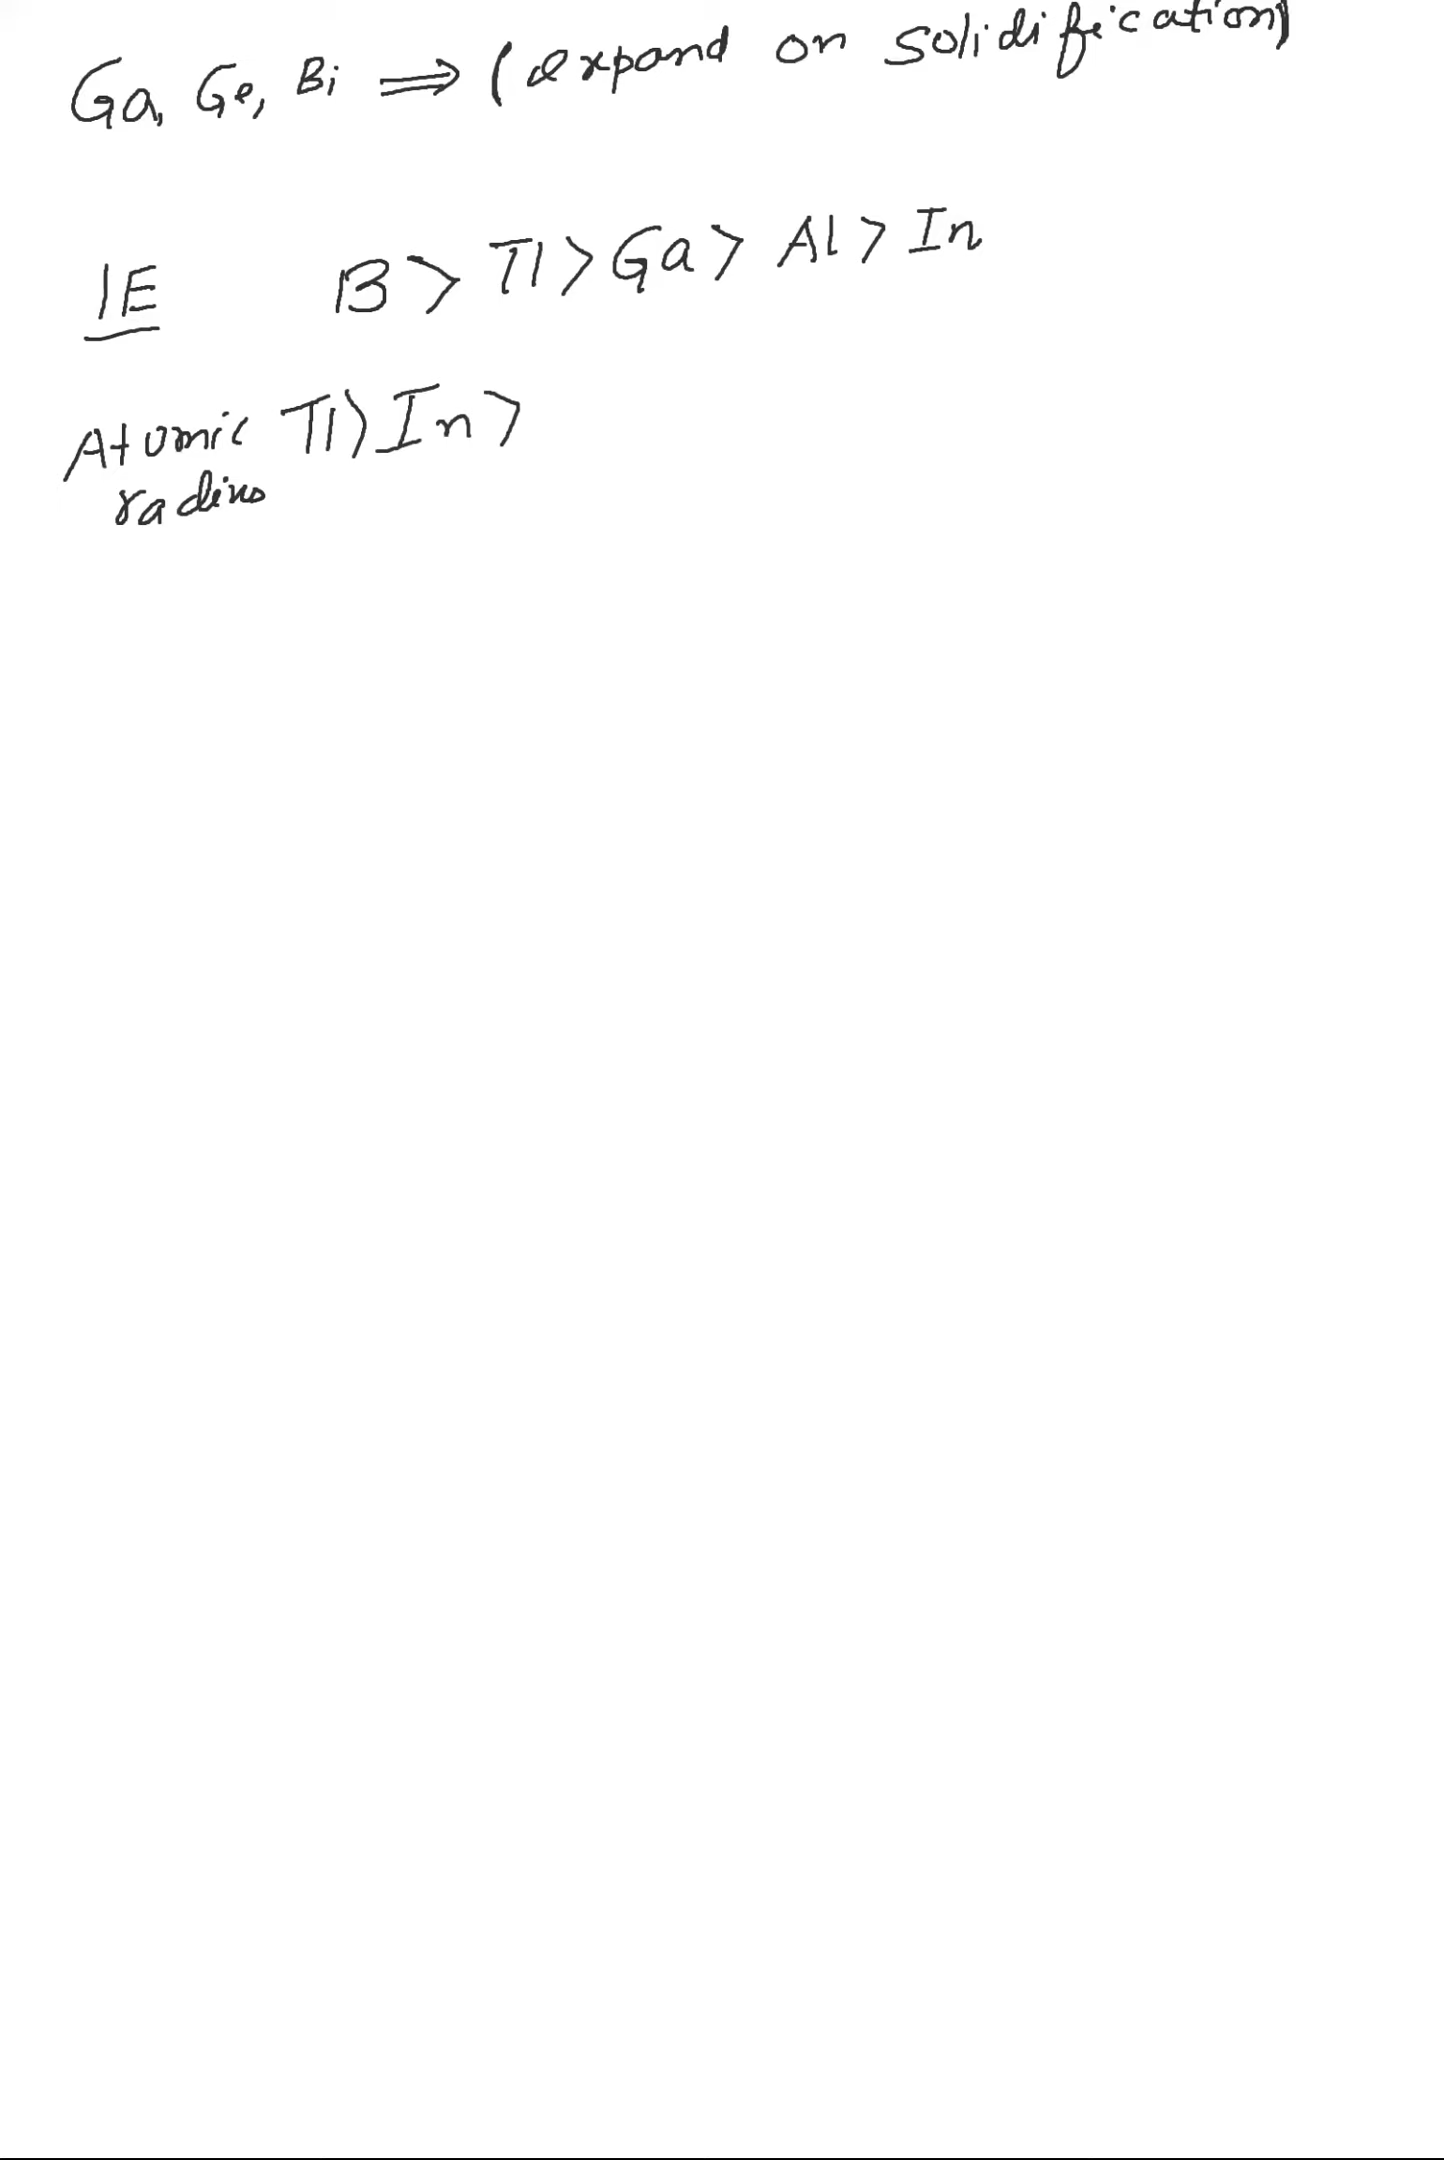 Ga, Ge, Bi ⟹ (expand on solidification)
IE B > Tl > Ga > Al > In
Atomic Tl > In >
radius